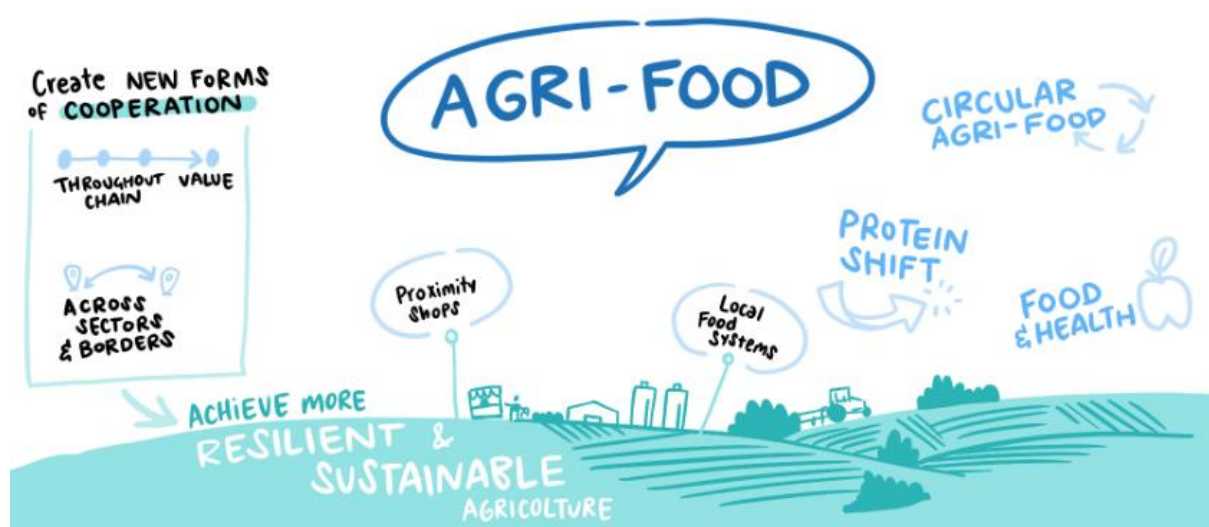 Create NEW FORMS
OF COOPERATION
THROUGHOUT VALUE
CHAIN
ACROSS
SECTORS
& BORDERS
ACHIEVE MORE
RESILIENT &
SUSTAINABLE
AGRICOLTURE
AGRI-FOOD
Proximity
Shops
Local
Food
Systems
CIRCULAR
AGRI-FOOD
PROTEIN
SHIFT
FOOD
& HEALTH